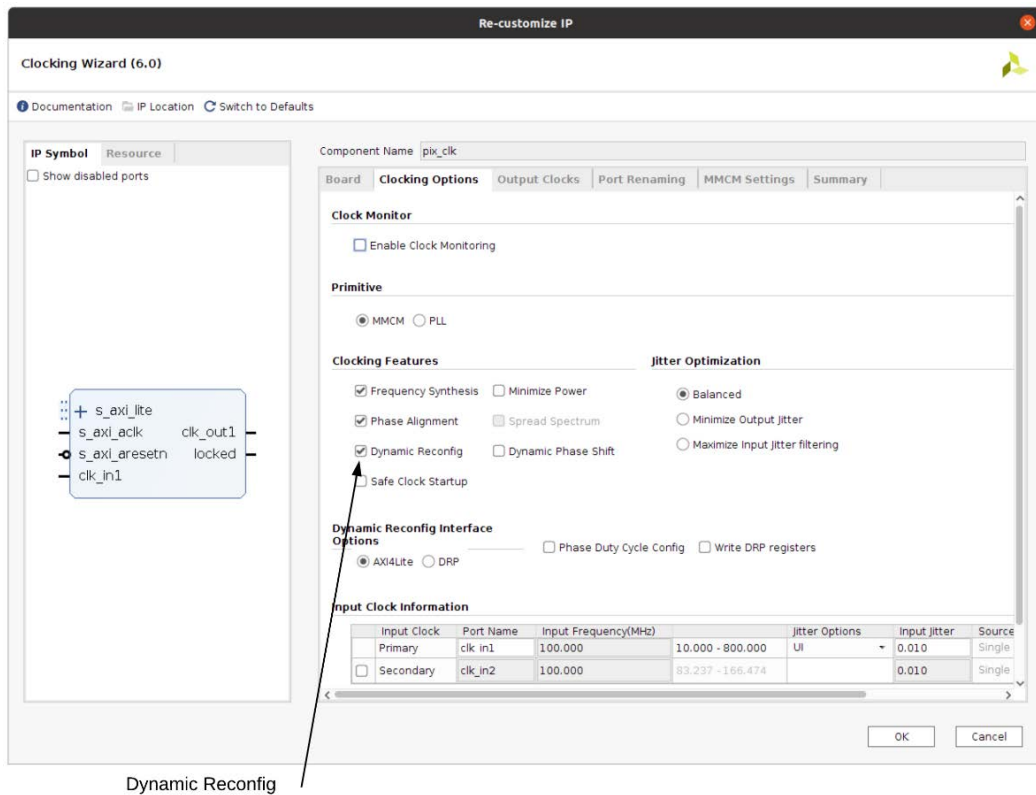 Re-customize IP
Clocking Wizard (6.0)
Documentation IP Location Switch to Defaults
IP Symbol Resource
Show disabled ports
s_axi_lite
s_axi_aclk clk_out1
s_axi_aresetn locked
clk_in1
Component Name pix_clk
Board Clocking Options Output Clocks Port Renaming MMCM Settings Summary
Clock Monitor
Enable Clock Monitoring
Primitive
MMCM PLL
Clocking Features Jitter Optimization
Frequency Synthesis Minimize Power Balanced
Phase Alignment Spread Spectrum Minimize Output Jitter
Dynamic Reconfig Dynamic Phase Shift Maximize Input Jitter filtering
Safe Clock Startup
Dynamic Reconfig Interface
Options
Phase Duty Cycle Config Write DRP registers
AXI4Lite DRP
Input Clock Information
Input Clock Port Name Input Frequency(MHz) Jitter Options Input Jitter Source
Primary clk_in1 100.000 10.000 - 800.000 UI 0.010 Single
Secondary clk_in2 100.000 83.237 - 166.474 0.010 Single
OK Cancel
Dynamic Reconfig